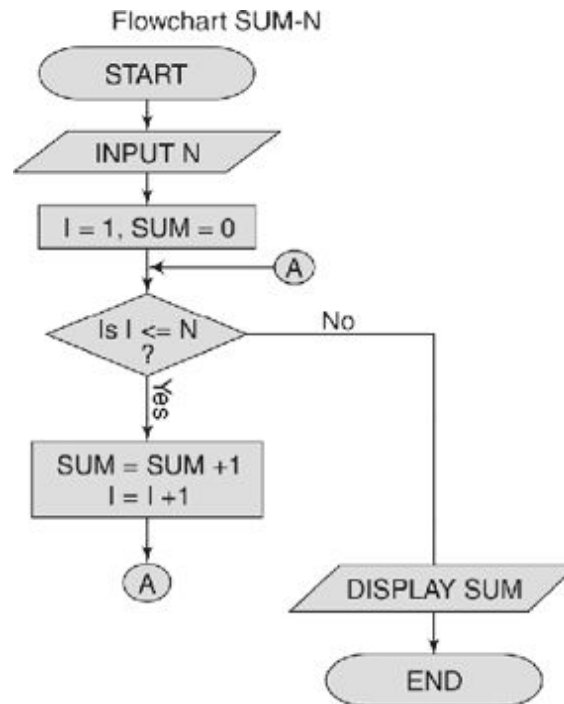 Flowchart SUM-N
START
INPUT N
I = 1, SUM = 0
A
Is I <= N
?
No
Yes
SUM = SUM +1
I = I +1
A
DISPLAY SUM
END